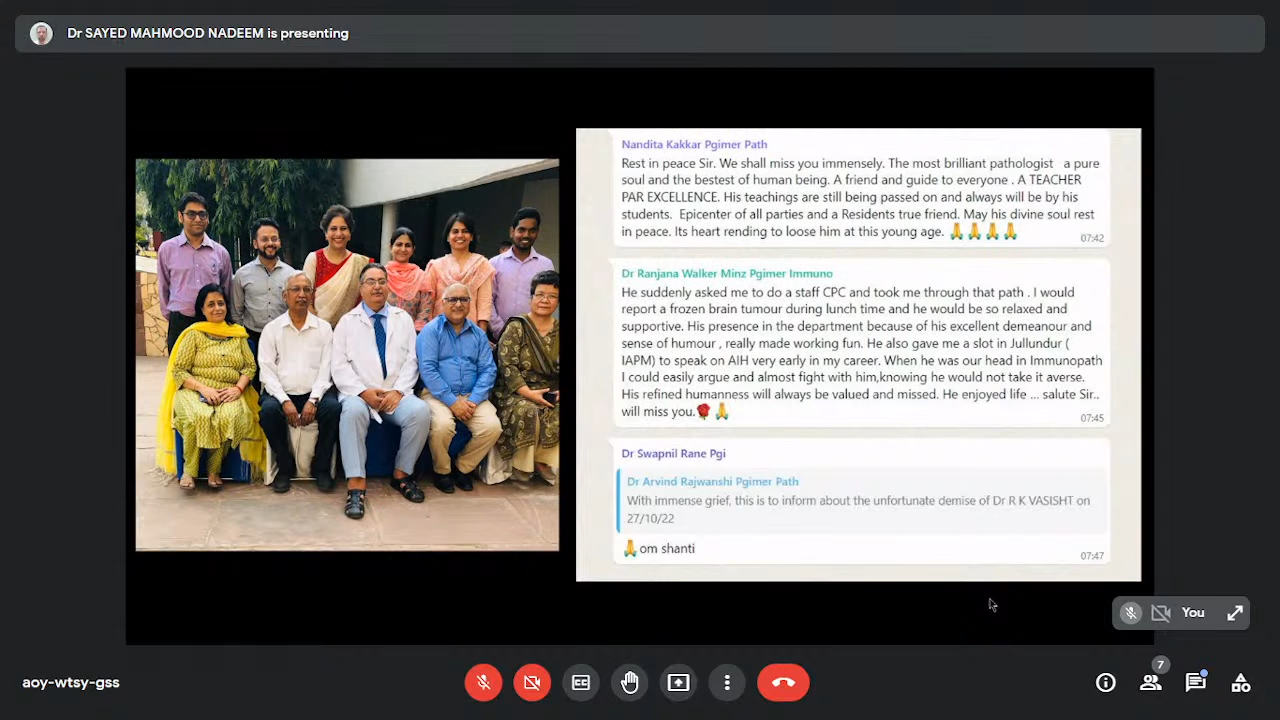 Dr SAYED MAHMOOD NADEEM is presenting
Nandita Kakkar Pgimer Path
Rest in peace Sir. We shall miss you immensely. The most brilliant pathologist a pure
soul and the bestest of human being. A friend and guide to everyone . A TEACHER
PAR EXCELLENCE. His teachings are still being passed on and always will be by his
students. Epicenter of all parties and a Residents true friend. May his divine soul rest
in peace. Its heart rending to loose him at this young age. 🙏🙏🙏🙏
07:42
Dr Ranjana Walker Minz Pgimer Immuno
He suddenly asked me to do a staff CPC and took me through that path . I would
report a frozen brain tumour during lunch time and he would be so relaxed and
supportive. His presence in the department because of his excellent demeanour and
sense of humour , really made working fun. He also gave me a slot in Jullundur (
IAPM) to speak on AIH very early in my career. When he was our head in Immunopath
I could easily argue and almost fight with him,knowing he would not take it averse.
His refined humanness will always be valued and missed. He enjoyed life ... salute Sir..
will miss you.🌹🙏
07:45
Dr Swapnil Rane Pgi
Dr Arvind Rajwanshi Pgimer Path
With immense grief, this is to inform about the unfortunate demise of Dr R K VASISHT on
27/10/22
🙏om shanti
07:47
You
aoy-wtsy-gss
CC
7